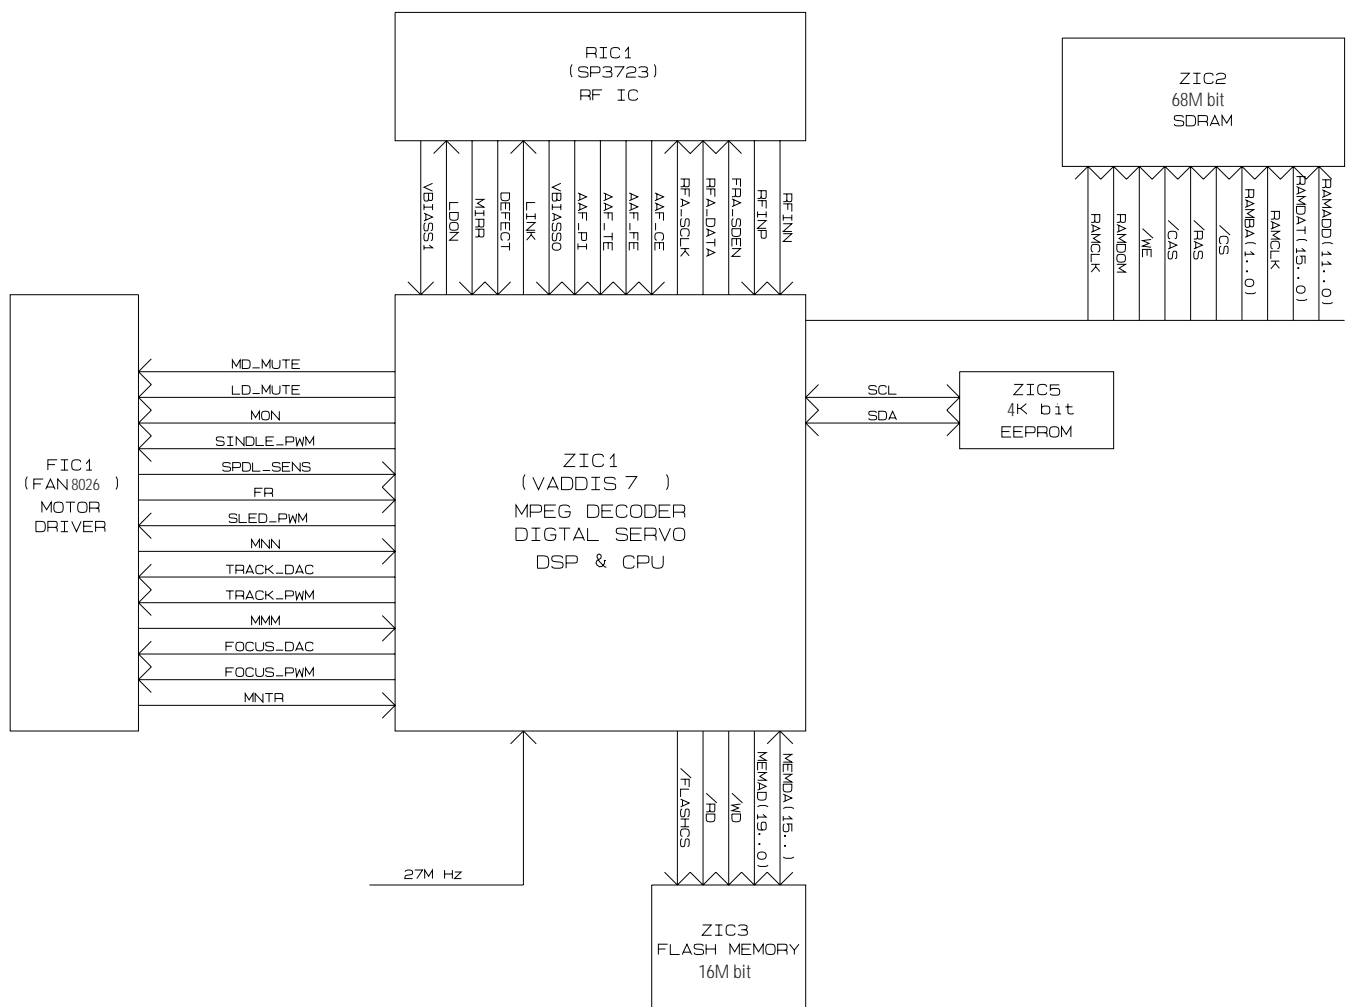 RIC1
(SP3723)
RF IC
ZIC2
68M bit
SDRAM
VBIASS1
LDON
MIRR
DEFECT
LINK
VBIASS0
AAF_PI
AAF_TE
AAF_FE
AAF_CE
RFA_SCLK
RFA_DATA
FRA_SDEN
RFINP
RFINN
RAMCLK
RAMDOM
/WE
/CAS
/RAS
/CS
RAMBA(1..0)
RAMCLK
RAMDAT(15..0)
RAMADD(11..0)
FIC1
(FAN8026 )
MOTOR
DRIVER
MD_MUTE
LD_MUTE
MON
SINDLE_PWM
SPDL_SENS
FR
SLED_PWM
MNN
TRACK_DAC
TRACK_PWM
MMM
FOCUS_DAC
FOCUS_PWM
MNTR
ZIC1
(VADDIS 7 )
MPEG DECODER
DIGTAL SERVO
DSP & CPU
SCL
SDA
ZIC5
4K bit
EEPROM
27M Hz
/FLASHCS
/RD
/WD
MEMAD(19..0)
MEMDA(15..)
ZIC3
FLASH MEMORY
16M bit